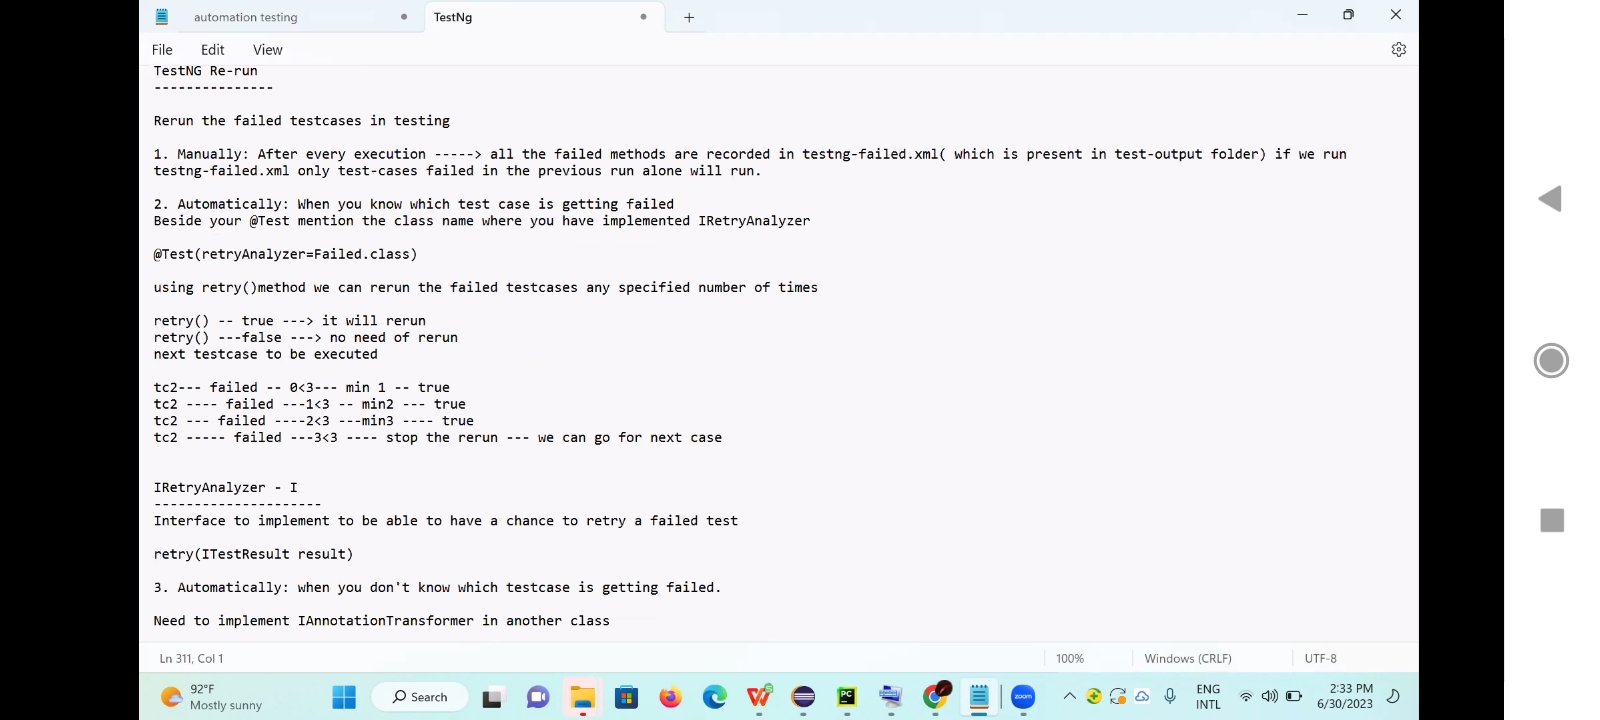 automation testing
TestNg
File Edit View
TestNG Re-run
---------------
Rerun the failed testcases in testing
1. Manually: After every execution -----> all the failed methods are recorded in testng-failed.xml( which is present in test-output folder) if we run
testng-failed.xml only test-cases failed in the previous run alone will run.
2. Automatically: When you know which test case is getting failed
Beside your @Test mention the class name where you have implemented IRetryAnalyzer
@Test(retryAnalyzer=Failed.class)
using retry()method we can rerun the failed testcases any specified number of times
retry() -- true ---> it will rerun
retry() ---false ---> no need of rerun
next testcase to be executed
tc2--- failed -- 0<3--- min 1 -- true
tc2 ---- failed ---1<3 -- min2 --- true
tc2 --- failed ----2<3 ---min3 ---- true
tc2 ----- failed ---3<3 ---- stop the rerun --- we can go for next case
IRetryAnalyzer - I
---------------------
Interface to implement to be able to have a chance to retry a failed test
retry(ITestResult result)
3. Automatically: when you don't know which testcase is getting failed.
Need to implement IAnnotationTransformer in another class
Ln 311, Col 1
100%
Windows (CRLF)
UTF-8
92°F
Mostly sunny
Search
PC
zoom
ENG
INTL
2:33 PM
6/30/2023